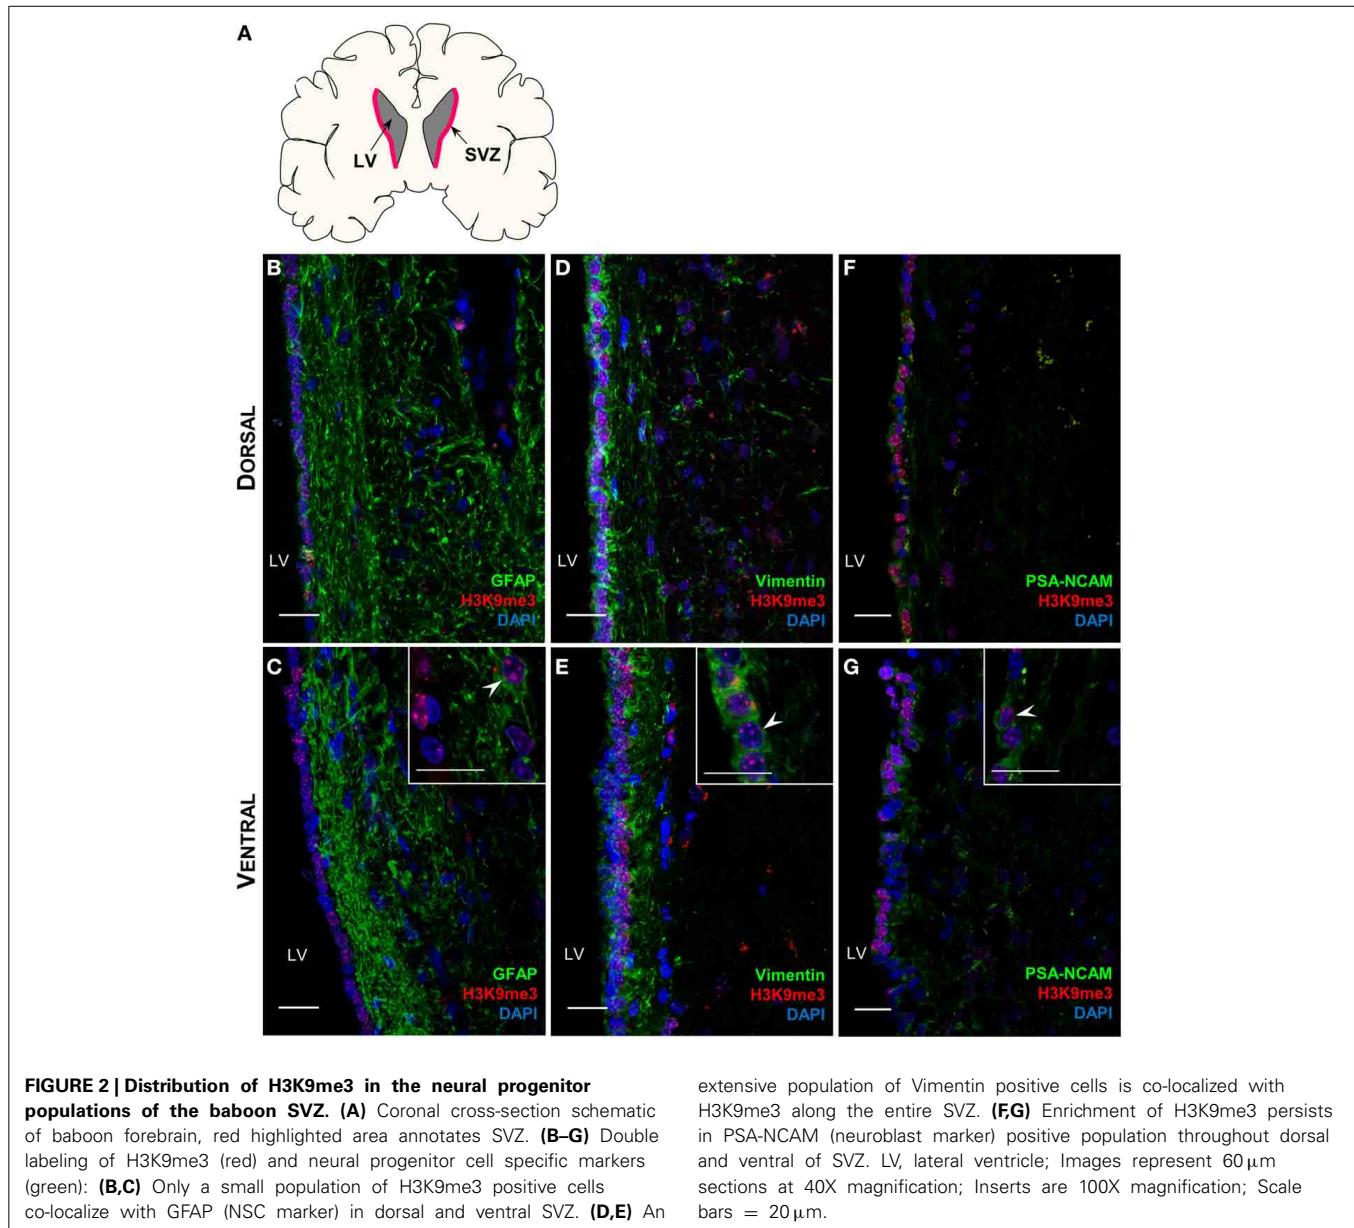 A
LV
SVZ
DORSAL
B
LV
GFAP
H3K9me3
DAPI
D
LV
Vimentin
H3K9me3
DAPI
F
LV
PSA-NCAM
H3K9me3
DAPI
VENTRAL
C
LV
GFAP
H3K9me3
DAPI
E
LV
Vimentin
H3K9me3
DAPI
G
LV
PSA-NCAM
H3K9me3
DAPI
FIGURE 2 | Distribution of H3K9me3 in the neural progenitor
populations of the baboon SVZ. (A) Coronal cross-section schematic
of baboon forebrain, red highlighted area annotates SVZ. (B–G) Double
labeling of H3K9me3 (red) and neural progenitor cell specific markers
(green): (B,C) Only a small population of H3K9me3 positive cells
co-localize with GFAP (NSC marker) in dorsal and ventral SVZ. (D,E) An
extensive population of Vimentin positive cells is co-localized with
H3K9me3 along the entire SVZ. (F,G) Enrichment of H3K9me3 persists
in PSA-NCAM (neuroblast marker) positive population throughout dorsal
and ventral of SVZ. LV, lateral ventricle; Images represent 60 μm
sections at 40X magnification; Inserts are 100X magnification; Scale
bars = 20 μm.